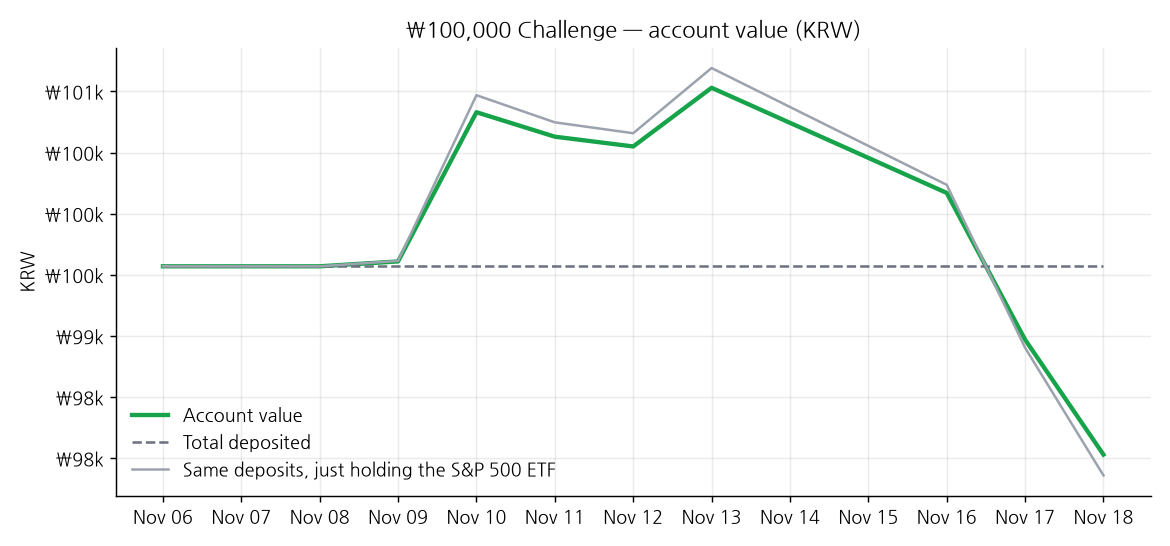 ₩100,000 Challenge — account value (KRW)
₩101k
₩100k
₩100k
₩100k
₩99k
₩98k
₩98k
KRW
Account value
Total deposited
Same deposits, just holding the S&P 500 ETF
Nov 06 Nov 07 Nov 08 Nov 09 Nov 10 Nov 11 Nov 12 Nov 13 Nov 14 Nov 15 Nov 16 Nov 17 Nov 18